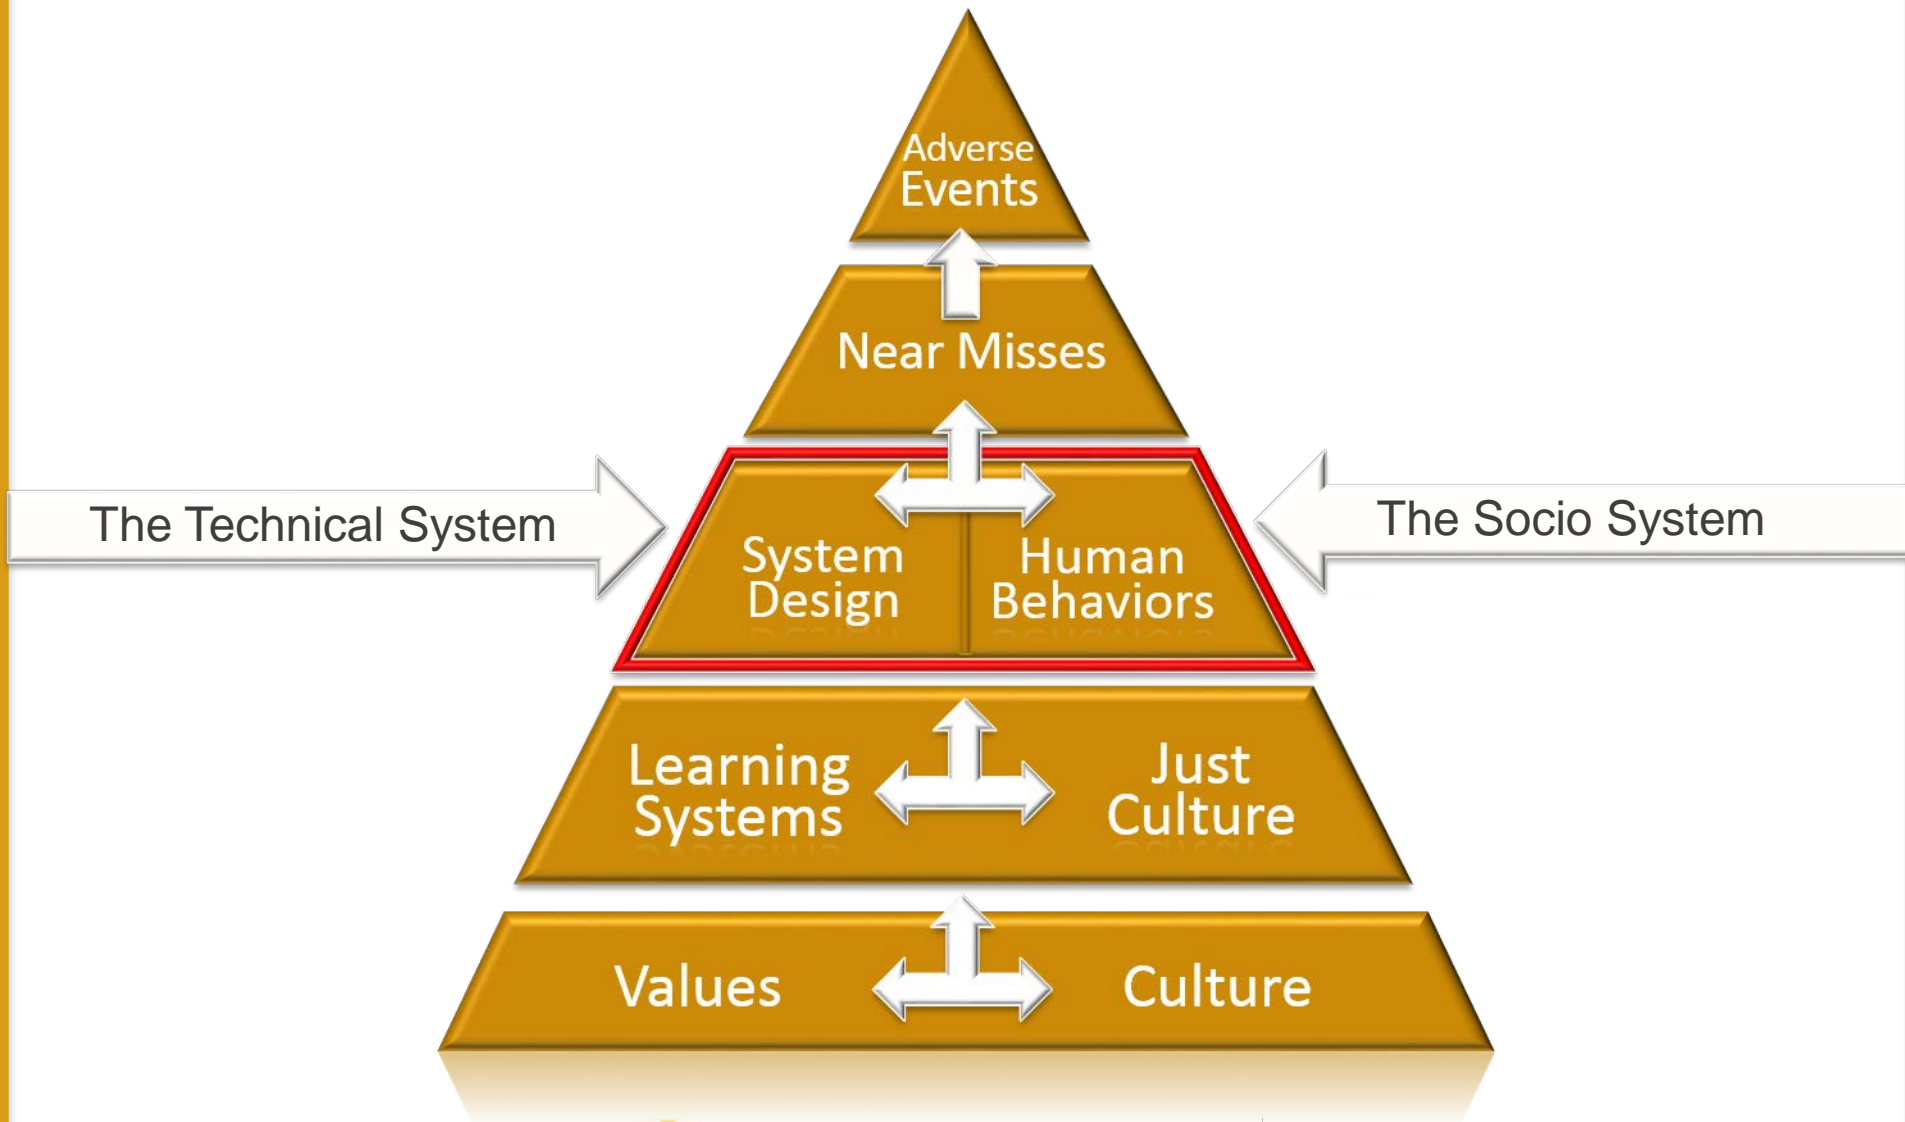 Adverse
Events
Near Misses
The Technical System
The Socio System
System
Design
Human
Behaviors
Learning
Systems
Just
Culture
Values
Culture